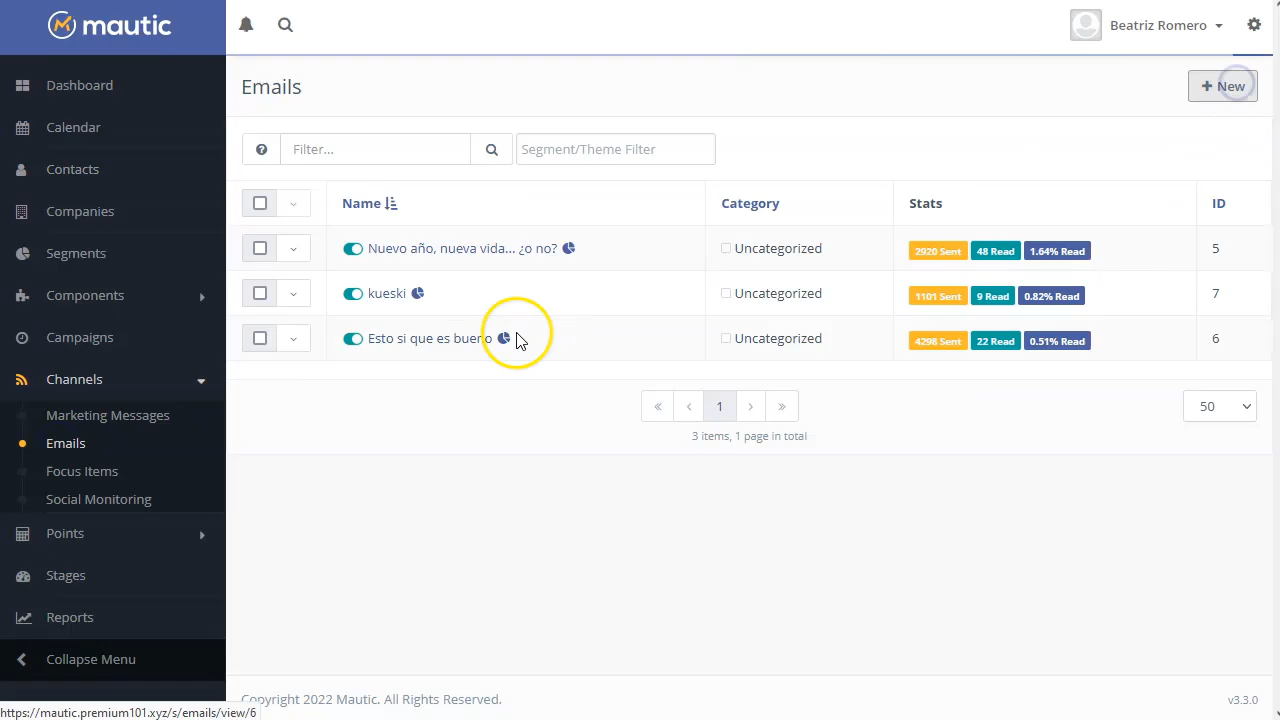 mautic
Beatriz Romero
Dashboard
Calendar
Contacts
Companies
Segments
Components
Campaigns
Channels
Marketing Messages
Emails
Focus Items
Social Monitoring
Points
Stages
Reports
Collapse Menu
Emails
+ New
Filter...
Segment/Theme Filter
Name Category Stats ID
Nuevo año, nueva vida... ¿o no? Uncategorized 2920 Sent 48 Read 1.64% Read 5
kueski Uncategorized 1101 Sent 9 Read 0.82% Read 7
Esto si que es bueno Uncategorized 4298 Sent 22 Read 0.51% Read 6
« ‹ 1 › »
50
3 items, 1 page in total
Copyright 2022 Mautic. All Rights Reserved.
v3.3.0
https://mautic.premium101.xyz/s/emails/view/6